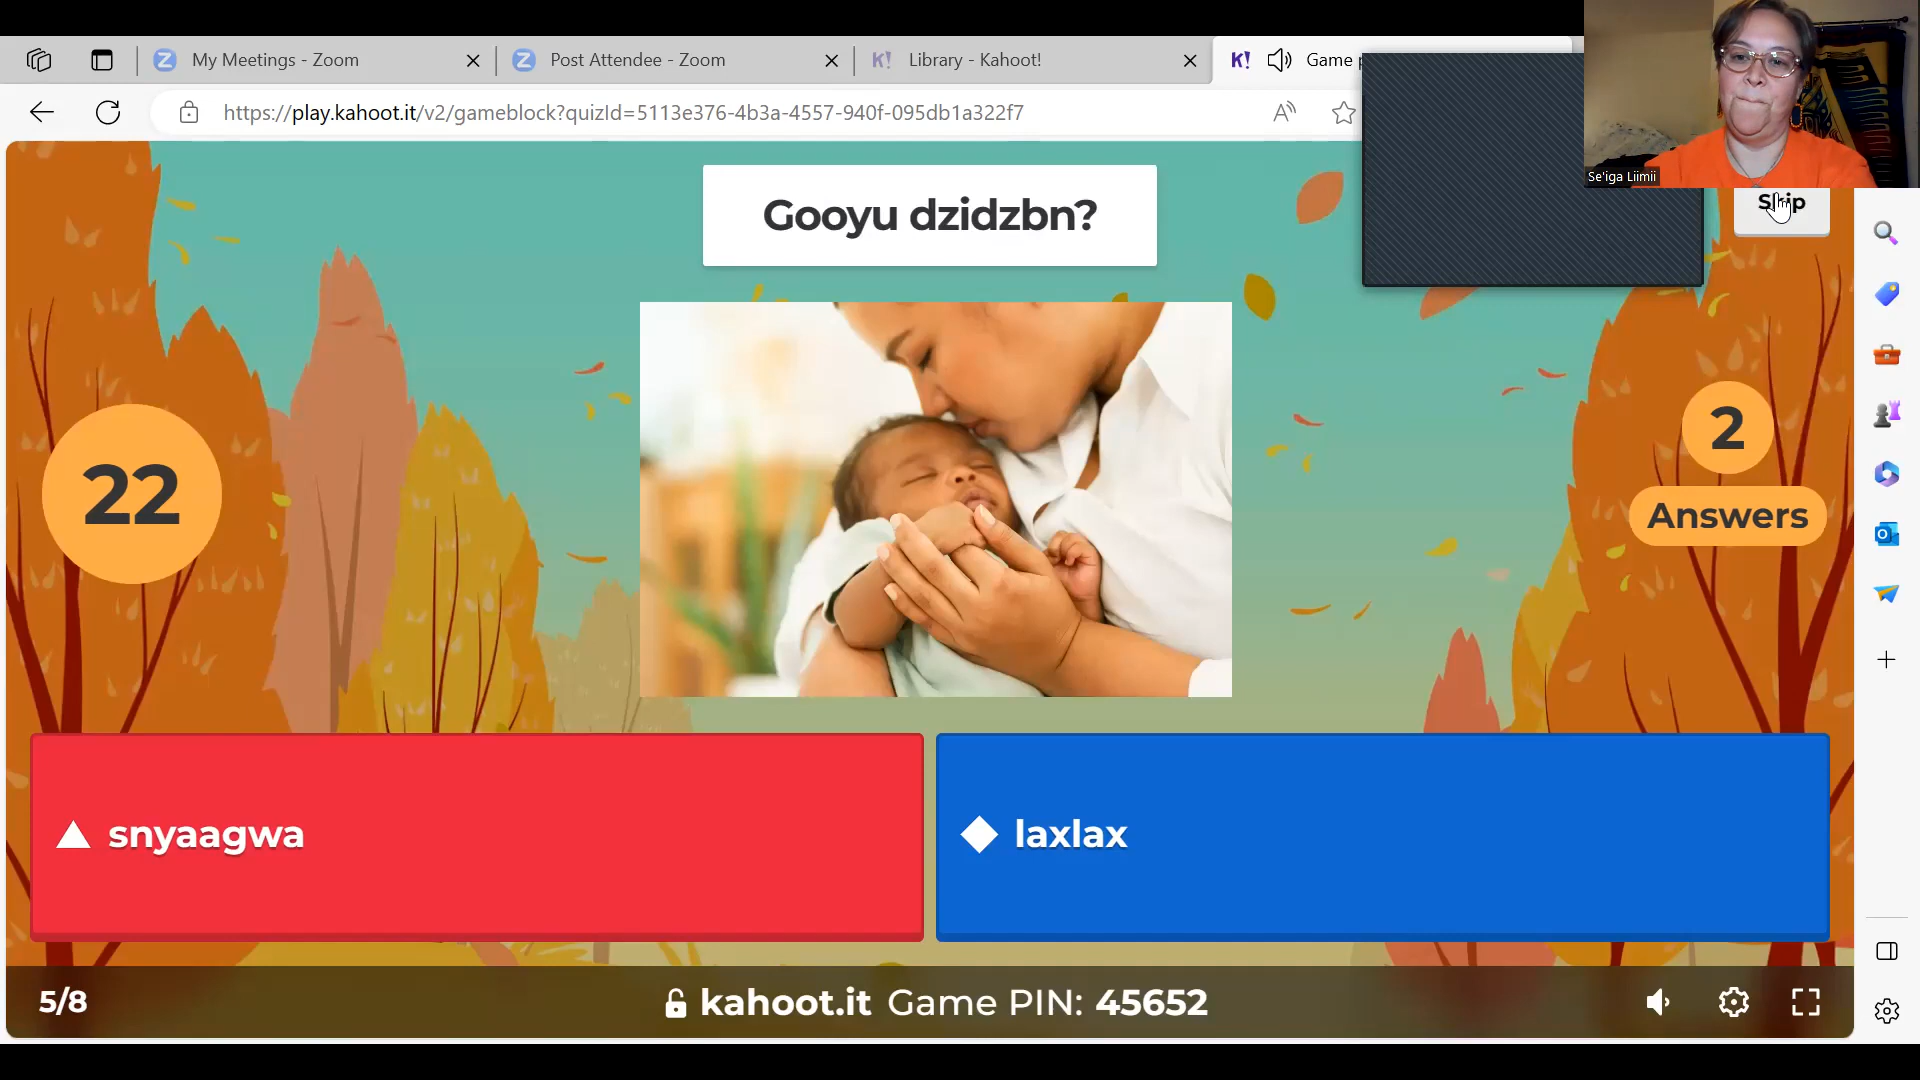 My Meetings - Zoom
Post Attendee - Zoom
K! Library - Kahoot!
K! Game
https://play.kahoot.it/v2/gameblock?quizId=5113e376-4b3a-4557-940f-095db1a322f7
Se'iga Liimii
Skip
Gooyu dzidzbn?
22
2
Answers
snyaagwa
laxlax
5/8
kahoot.it Game PIN: 45652